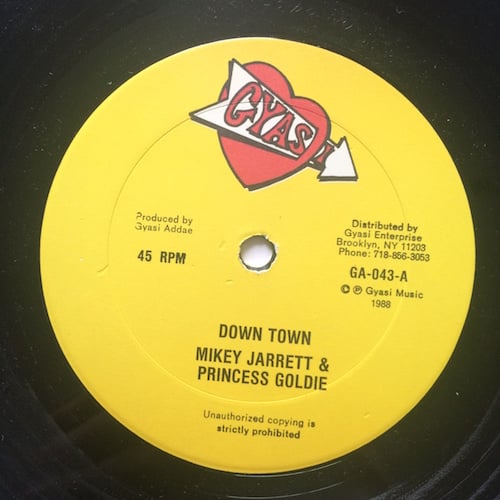 GYASI
Produced by
Gyasi Addae
45 RPM
Distributed by
Gyasi Enterprise
Brooklyn, NY 11203
Phone: 718-856-3053
GA-043-A
© ℗ Gyasi Music
1988
DOWN TOWN
MIKEY JARRETT &
PRINCESS GOLDIE
Unauthorized copying is
strictly prohibited